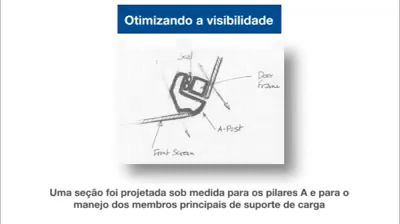 Otimizando a visibilidade
Seal
Door
Frame
A-Post
Front Screen
Uma seção foi projetada sob medida para os pilares A e para o
manejo dos membros principais de suporte de carga